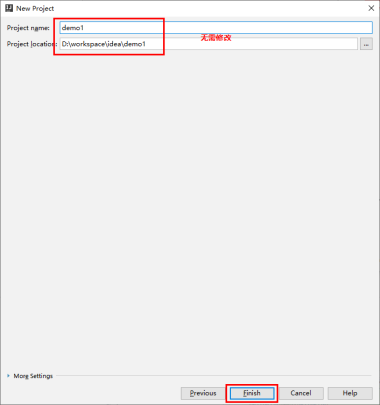 New Project
Project name: demo1
Project location: D:\workspace\idea\demo1 ...
无需修改
More Settings
Previous Finish Cancel Help